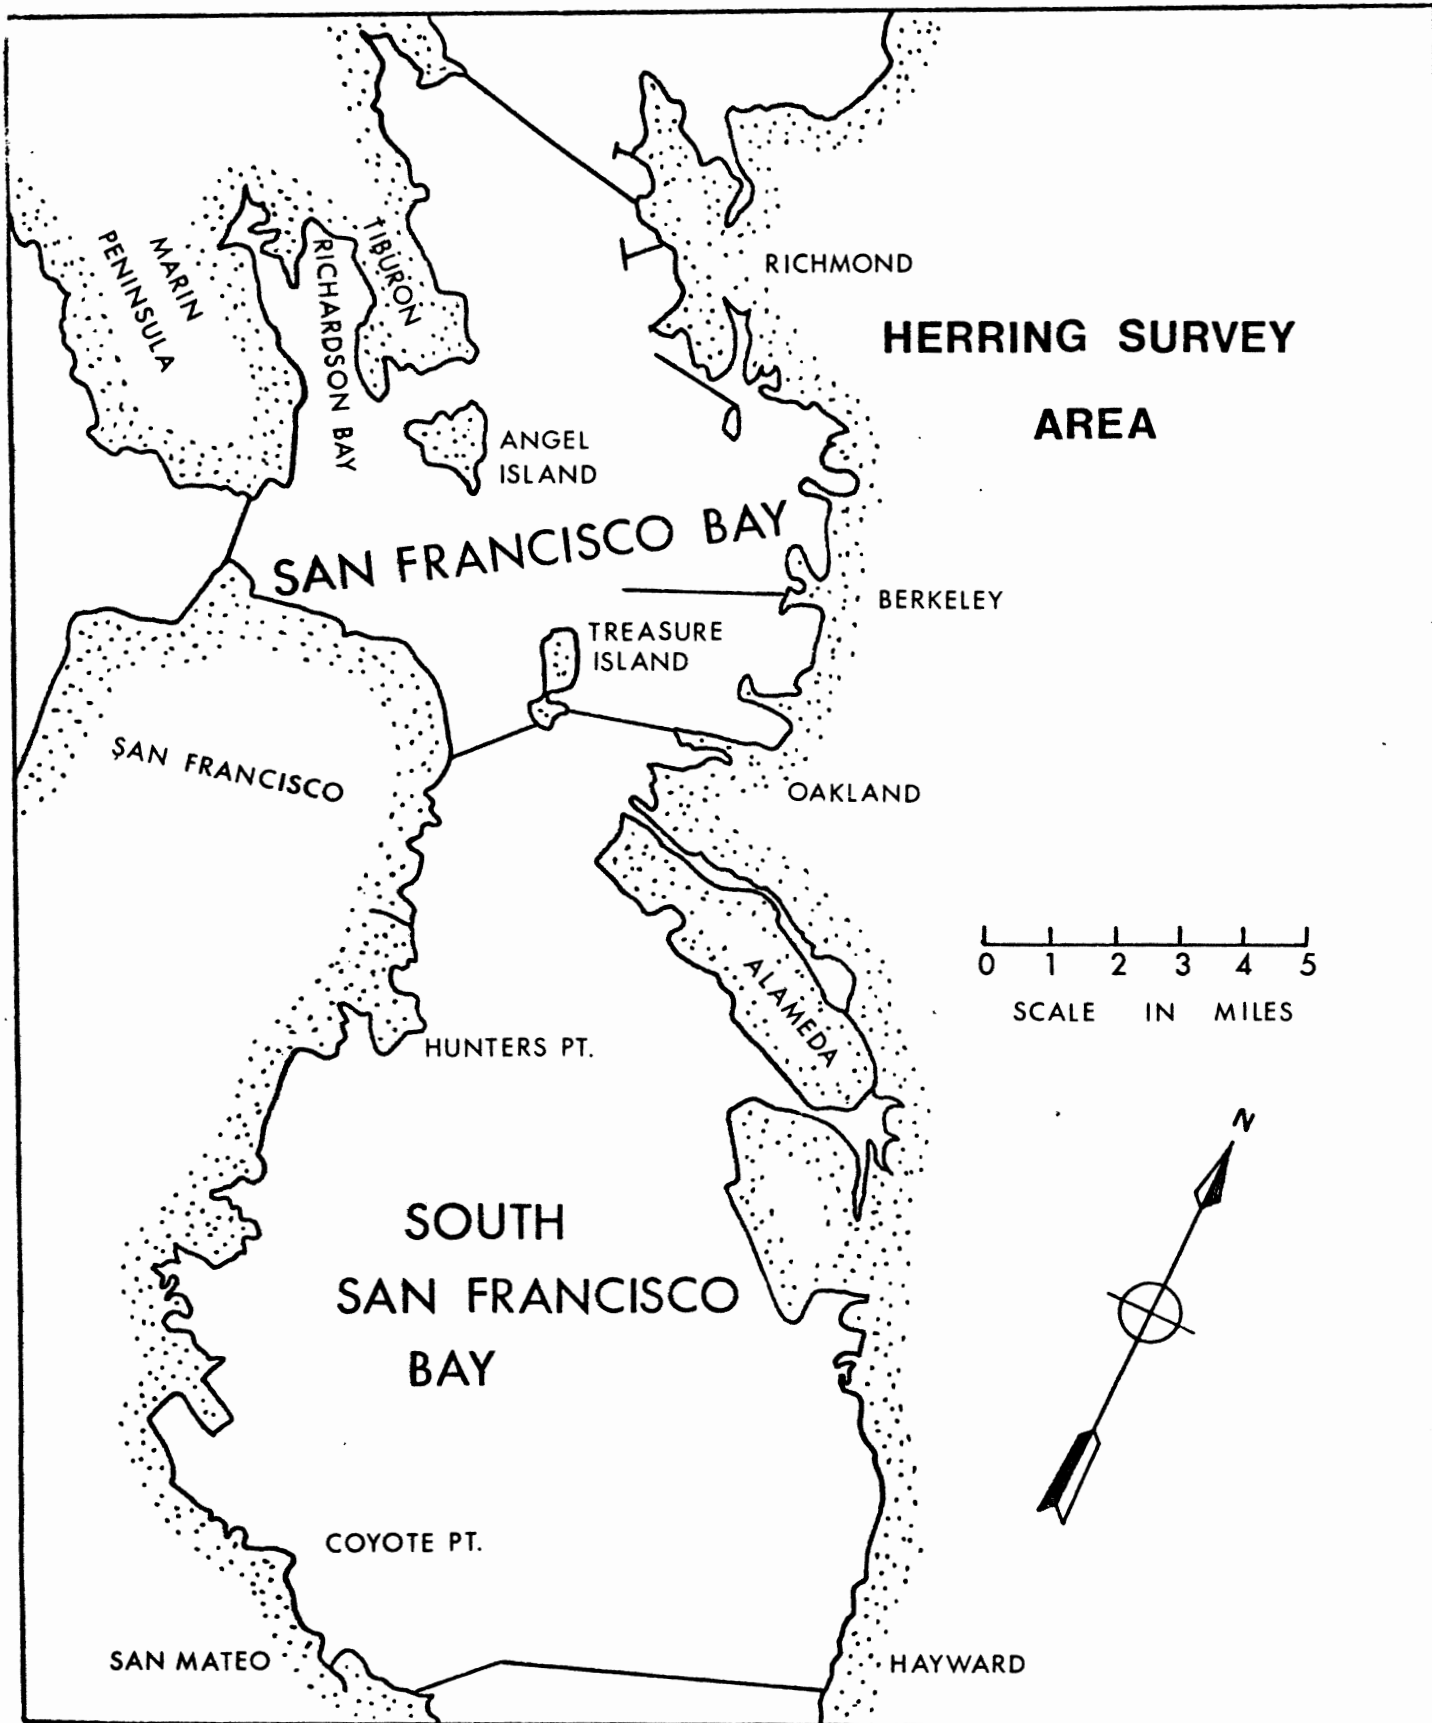 RICHMOND
HERRING SURVEY
AREA
MARIN
PENINSULA
RICHARDSON BAY
TIBURON
ANGEL
ISLAND
SAN FRANCISCO BAY
BERKELEY
TREASURE
ISLAND
SAN FRANCISCO
OAKLAND
ALAMEDA
0 1 2 3 4 5
SCALE IN MILES
HUNTERS PT.
N
SOUTH
SAN FRANCISCO
BAY
COYOTE PT.
SAN MATEO
HAYWARD